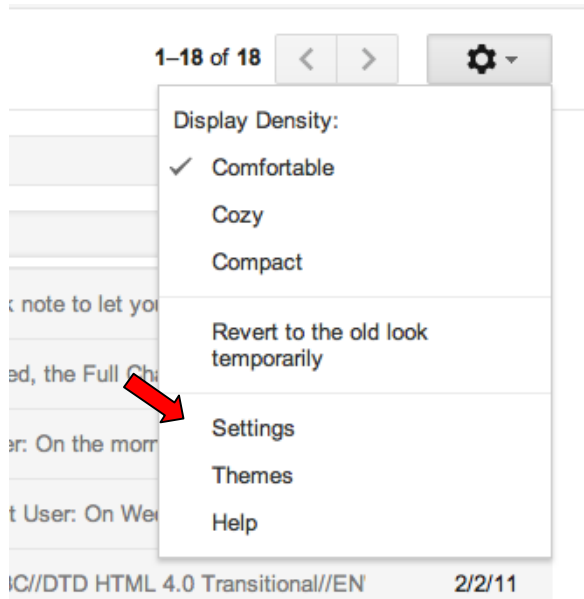 1–18 of 18
Display Density:
Comfortable
Cozy
Compact
note to let you
Revert to the old look
temporarily
ed, the Full Cha
Settings
er: On the morn
Themes
t User: On We
Help
C//DTD HTML 4.0 Transitional//EN' 2/2/11